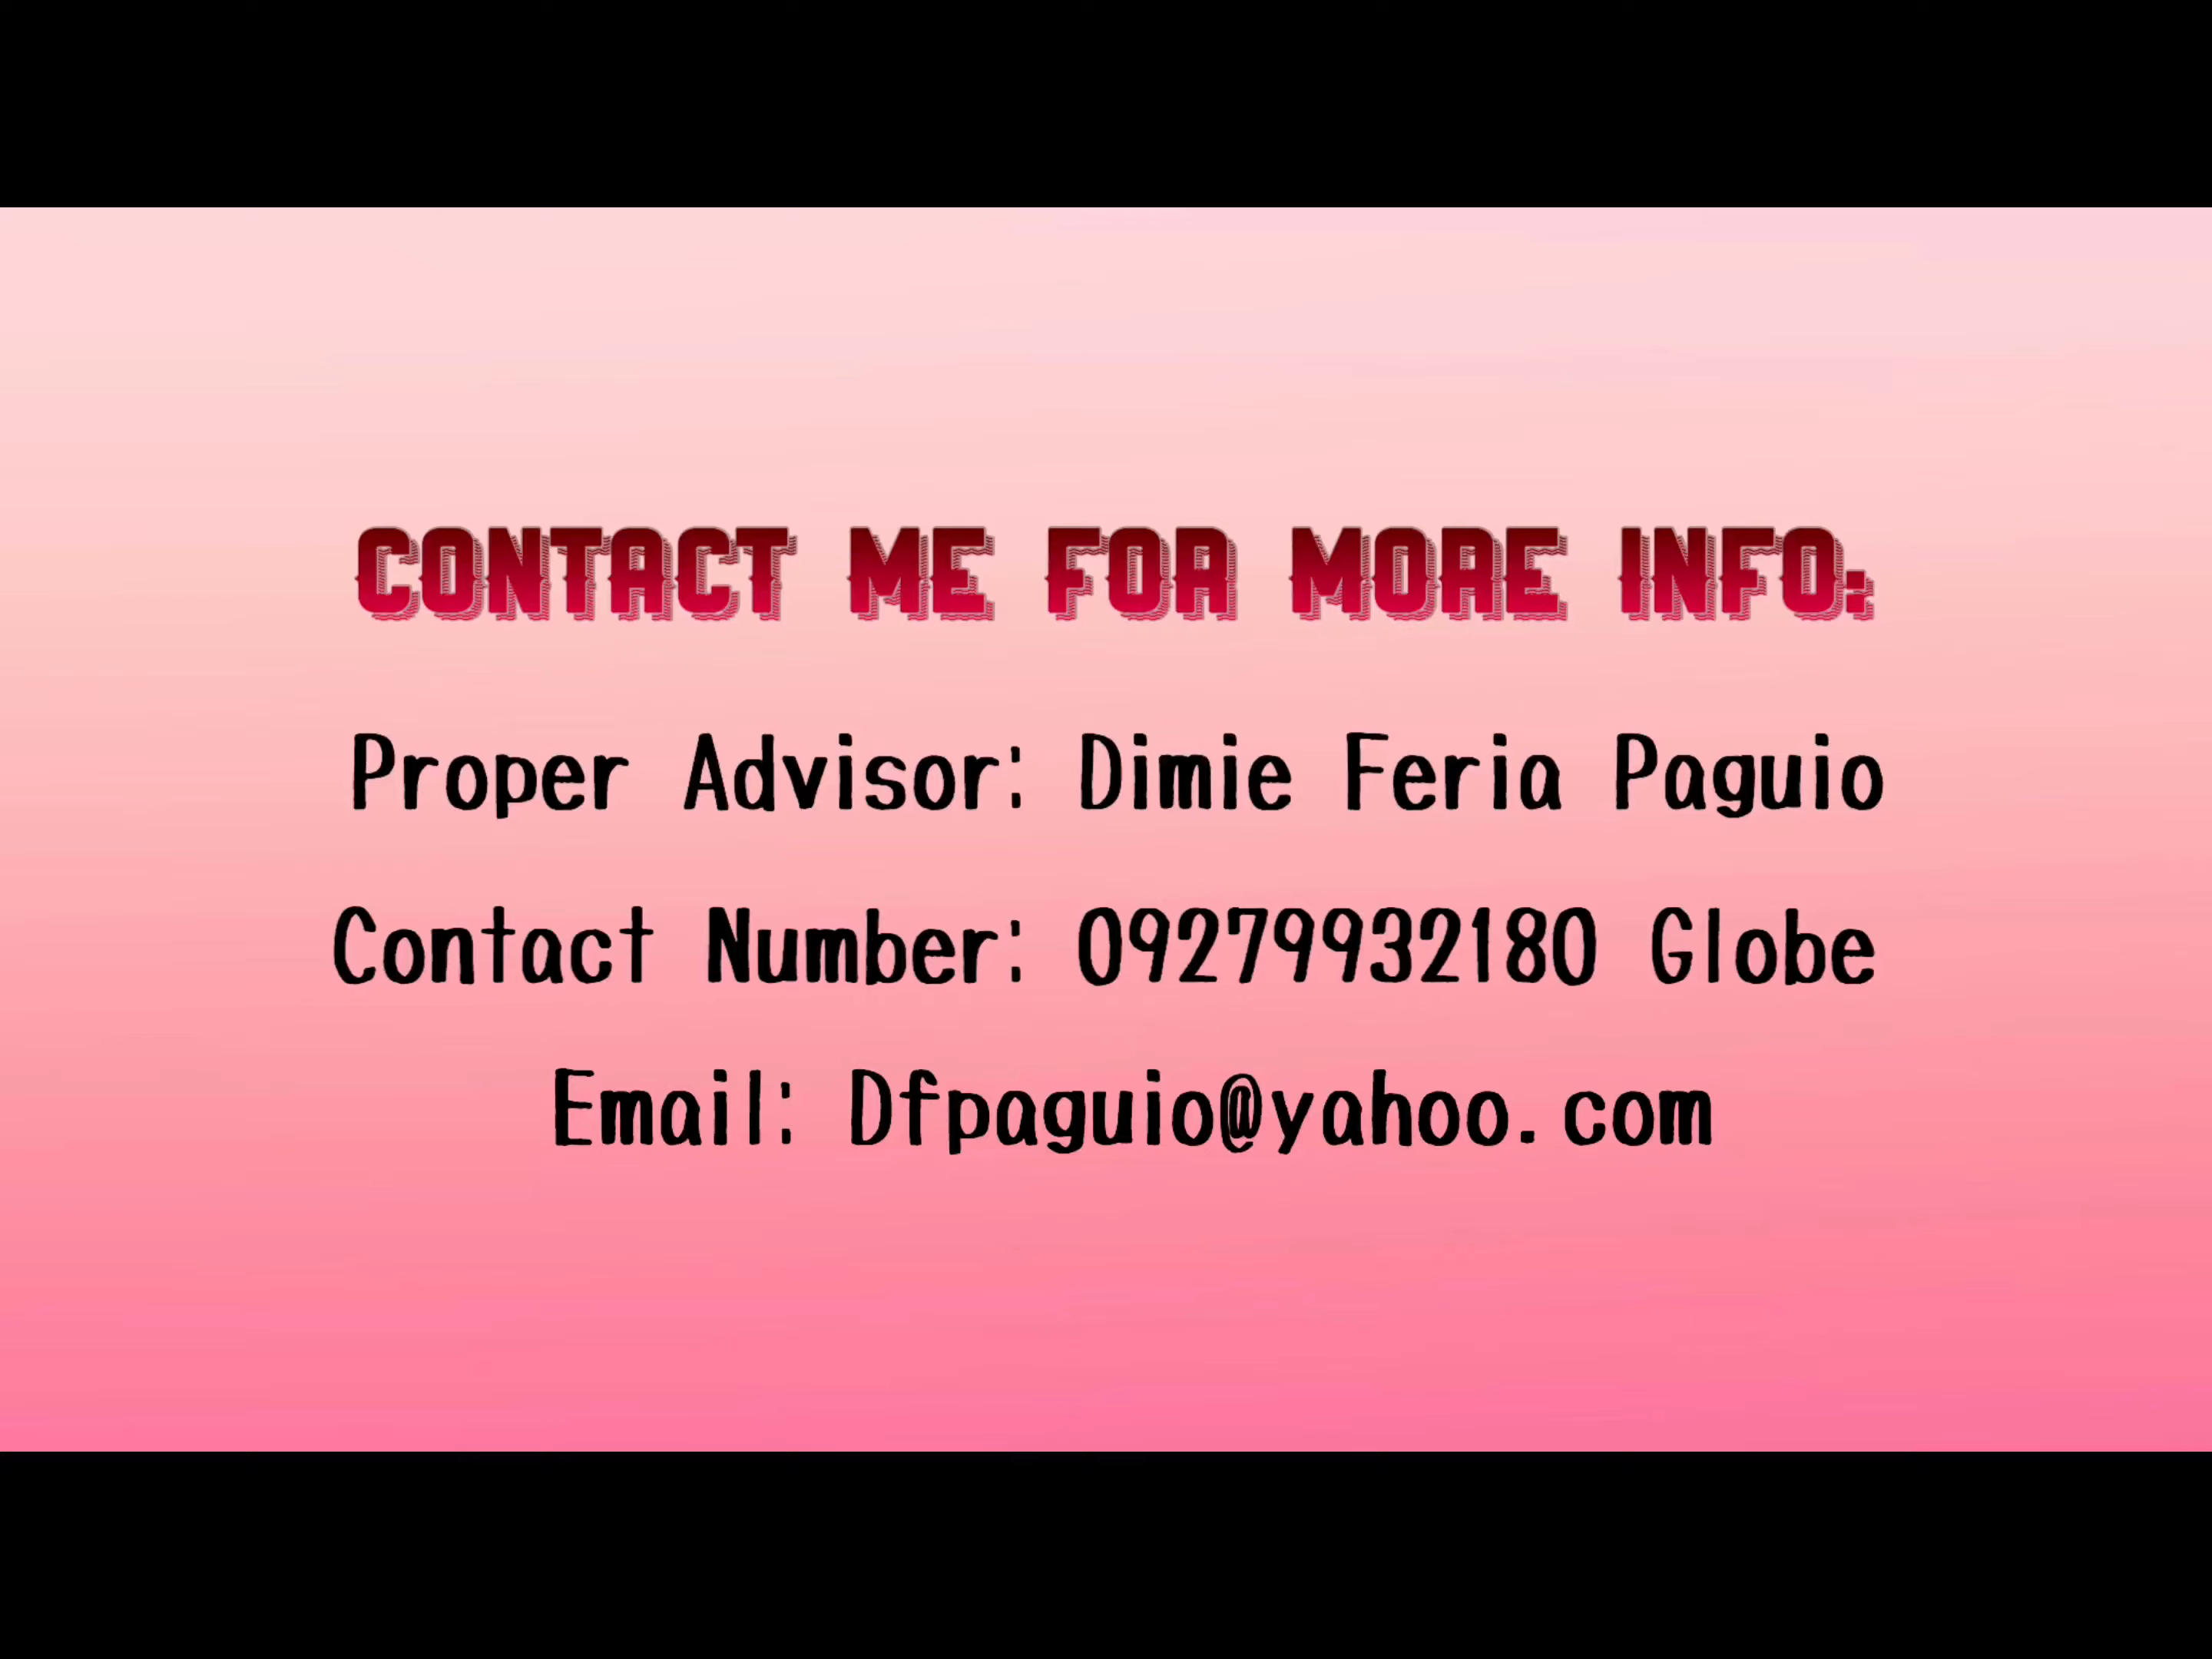 CONTACT ME FOR MORE INFO:
Proper Advisor: Dimie Feria Paguio
Contact Number: 09279932180 Globe
Email: Dfpaguio@yahoo.com